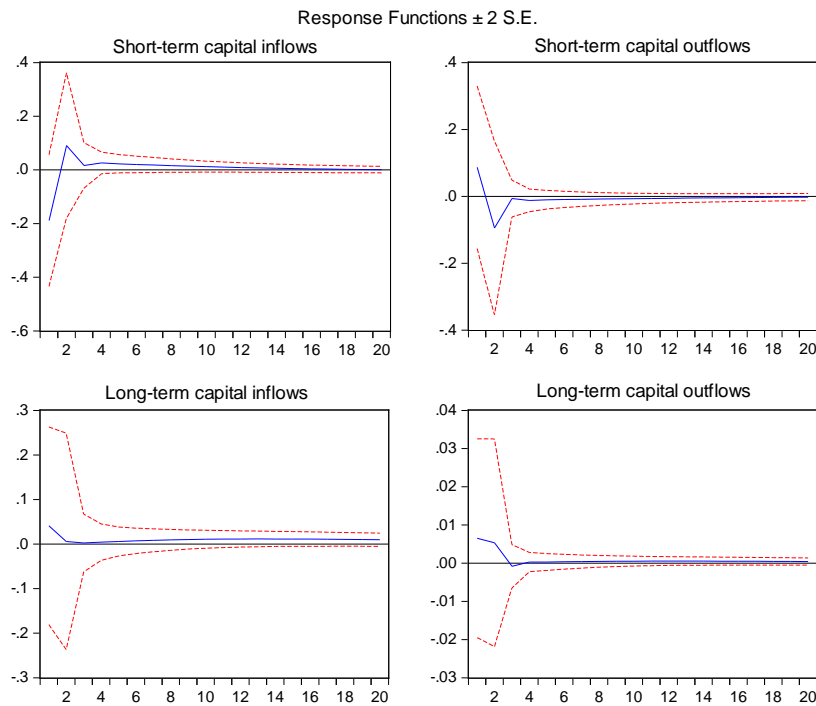 Response Functions ± 2 S.E.
Short-term capital inflows
.4
.2
.0
-.2
-.4
-.6
2 4 6 8 10 12 14 16 18 20
Short-term capital outflows
.4
.2
.0
-.2
-.4
2 4 6 8 10 12 14 16 18 20
Long-term capital inflows
.3
.2
.1
.0
-.1
-.2
-.3
2 4 6 8 10 12 14 16 18 20
Long-term capital outflows
.04
.03
.02
.01
.00
-.01
-.02
-.03
2 4 6 8 10 12 14 16 18 20